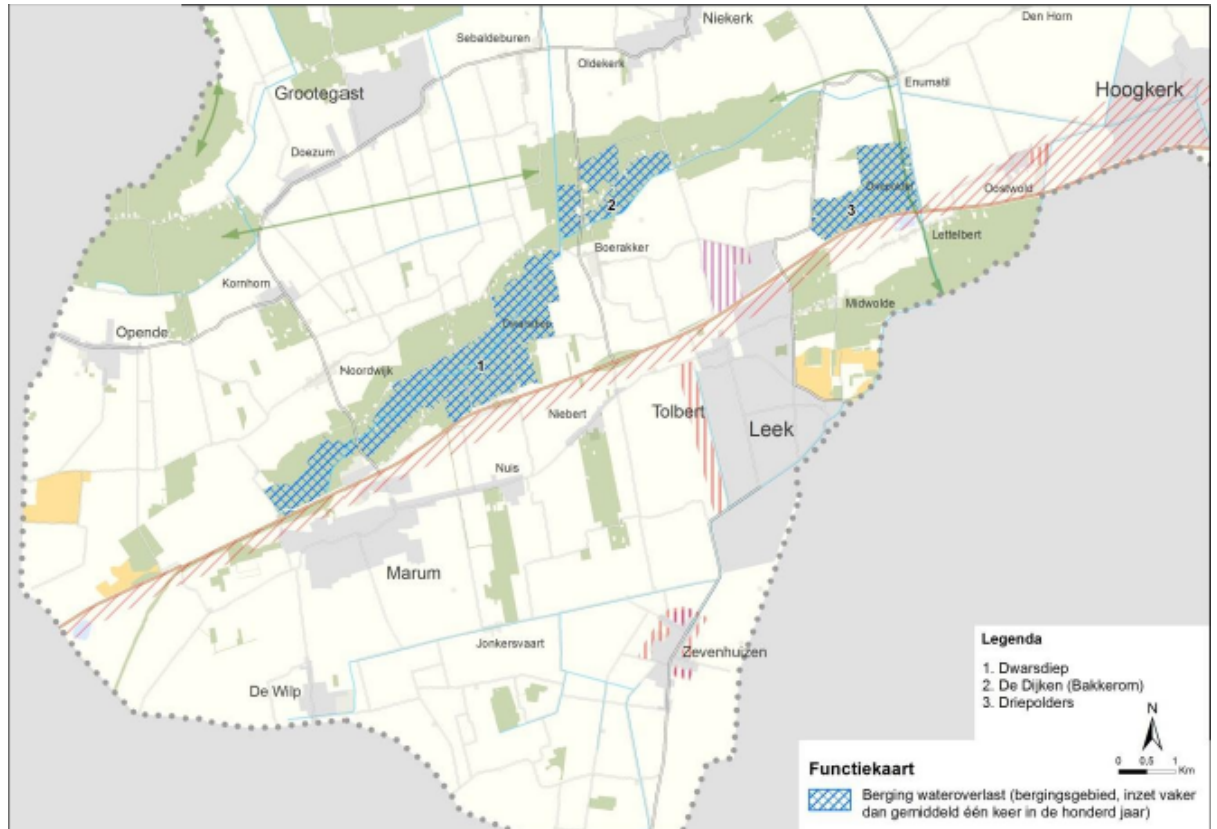 Niekerk
Den Horn
Sebaldeburen
Oldekerk
Enumatil
Grootegast
Hoogkerk
Doezum
Driepolder
Oostwold
2
3
Lettelbert
Boerakker
Kornhorn
Midwolde
Opende
Dwarsdiep
Noordwijk
1
Niebert
Tolbert
Leek
Nuis
Marum
Jonkersvaart
Zevenhuizen
De Wilp
Legenda
1. Dwarsdiep
2. De Dijken (Bakkerom)
3. Driepolders
N
0 0,5 1
Km
Functiekaart
Berging wateroverlast (bergingsgebied, inzet vaker
dan gemiddeld één keer in de honderd jaar)